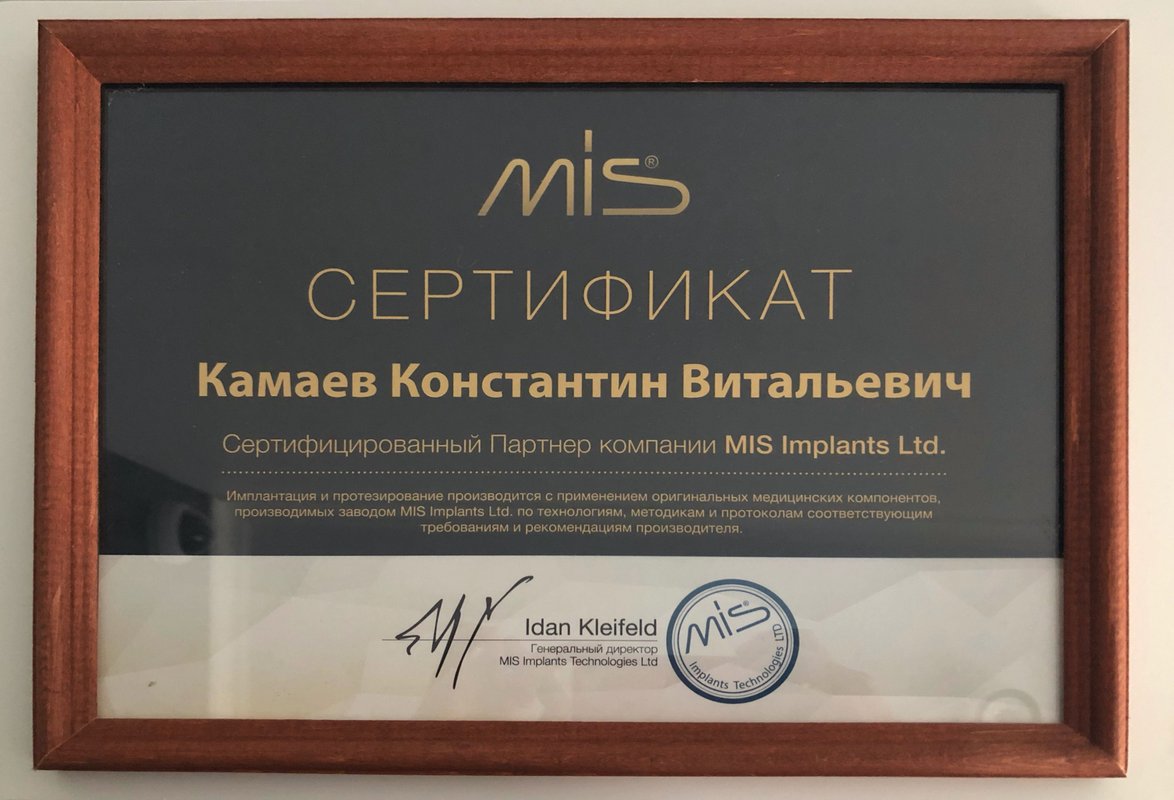 mis®
СЕРТИФИКАТ
Камаев Константин Витальевич
Сертифицированный Партнер компании MIS Implants Ltd.
Имплантация и протезирование производится с применением оригинальных медицинских компонентов,
производимых заводом MIS Implants Ltd. по технологиям, методикам и протоколам соответствующим
требованиям и рекомендациям производителя.
Idan Kleifeld
Генеральный директор
MIS Implants Technologies Ltd
mis®
Implants Technologies LTD